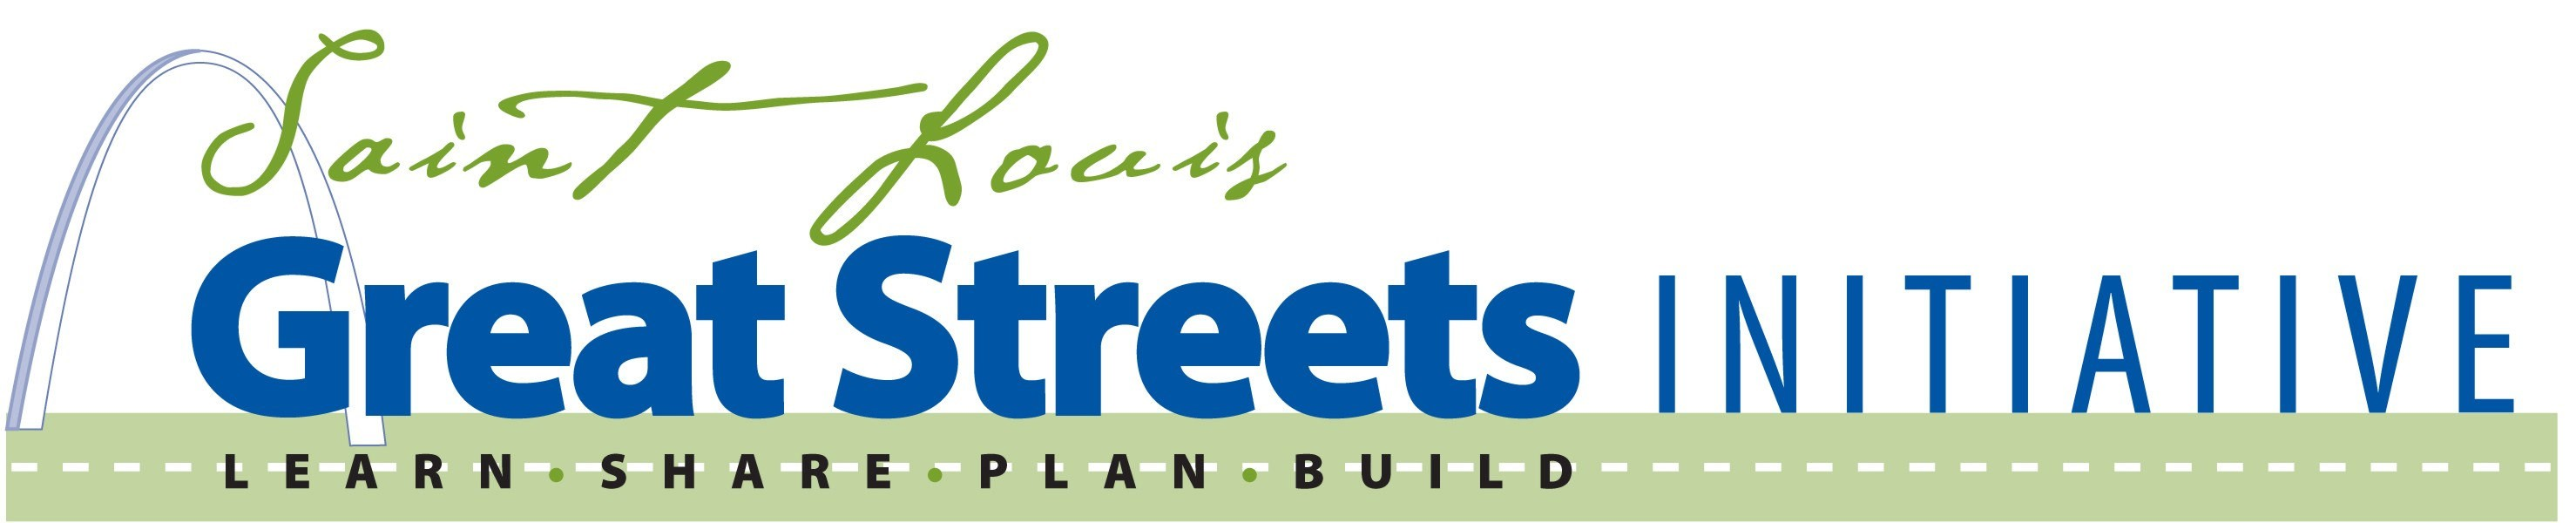 Saint Louis
Great Streets INITIATIVE
LEARN • SHARE • PLAN • BUILD